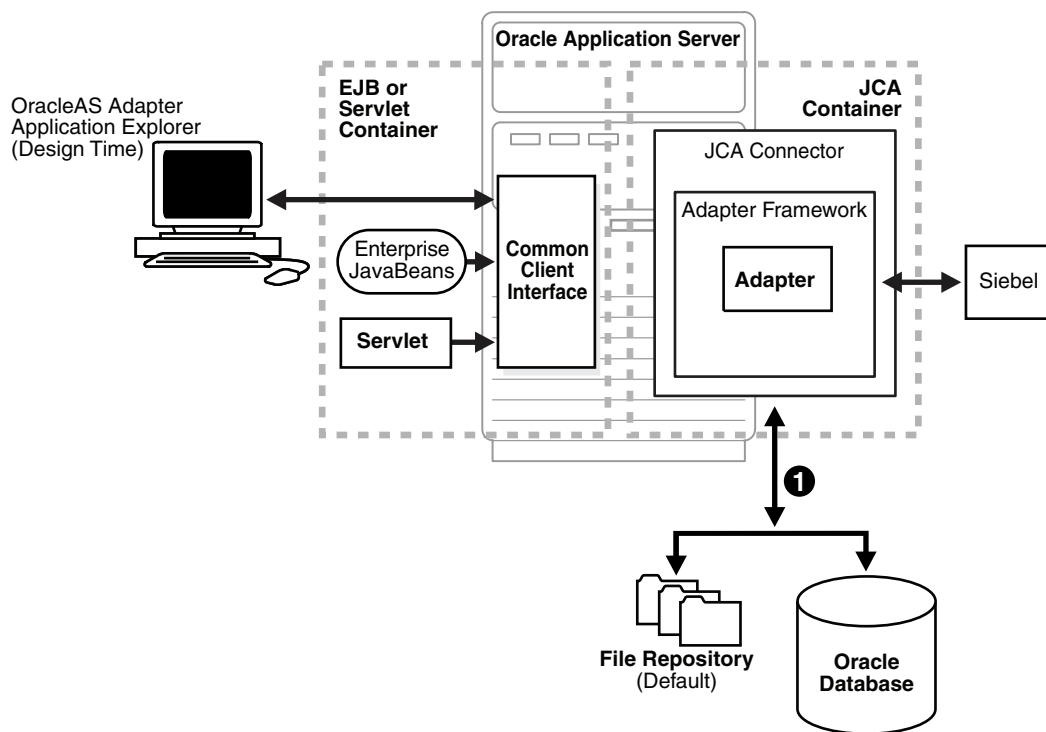 Oracle Application Server
OracleAS Adapter
Application Explorer
(Design Time)
EJB or
Servlet
Container
JCA
Container
JCA Connector
Adapter Framework
Adapter
Enterprise
JavaBeans
Common
Client
Interface
Servlet
Siebel
1
File Repository
(Default)
Oracle
Database